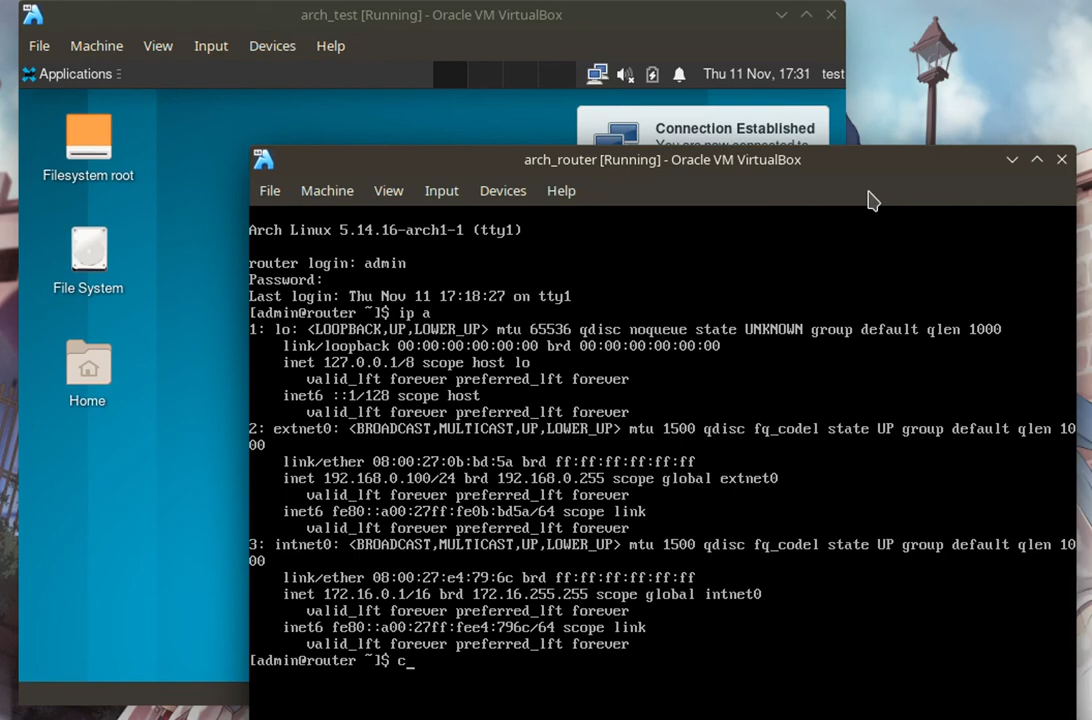 arch_test [Running] - Oracle VM VirtualBox
File Machine View Input Devices Help
Applications Thu 11 Nov, 17:31 test
Filesystem root
File System
Home
Connection Established
You are now connected to
arch_router [Running] - Oracle VM VirtualBox
File Machine View Input Devices Help
Arch Linux 5.14.16-arch1-1 (tty1)
router login: admin
Password:
Last login: Thu Nov 11 17:18:27 on tty1
[admin@router ~]$ ip a
1: lo: <LOOPBACK,UP,LOWER_UP> mtu 65536 qdisc noqueue state UNKNOWN group default qlen 1000
link/loopback 00:00:00:00:00:00 brd 00:00:00:00:00:00
inet 127.0.0.1/8 scope host lo
valid_lft forever preferred_lft forever
inet6 ::1/128 scope host
valid_lft forever preferred_lft forever
2: extnet0: <BROADCAST,MULTICAST,UP,LOWER_UP> mtu 1500 qdisc fq_codel state UP group default qlen 10
00
link/ether 08:00:27:0b:bd:5a brd ff:ff:ff:ff:ff:ff
inet 192.168.0.100/24 brd 192.168.0.255 scope global extnet0
valid_lft forever preferred_lft forever
inet6 fe80::a00:27ff:fe0b:bd5a/64 scope link
valid_lft forever preferred_lft forever
3: intnet0: <BROADCAST,MULTICAST,UP,LOWER_UP> mtu 1500 qdisc fq_codel state UP group default qlen 10
00
link/ether 08:00:27:e4:79:6c brd ff:ff:ff:ff:ff:ff
inet 172.16.0.1/16 brd 172.16.255.255 scope global intnet0
valid_lft forever preferred_lft forever
inet6 fe80::a00:27ff:fee4:796c/64 scope link
valid_lft forever preferred_lft forever
[admin@router ~]$ c_